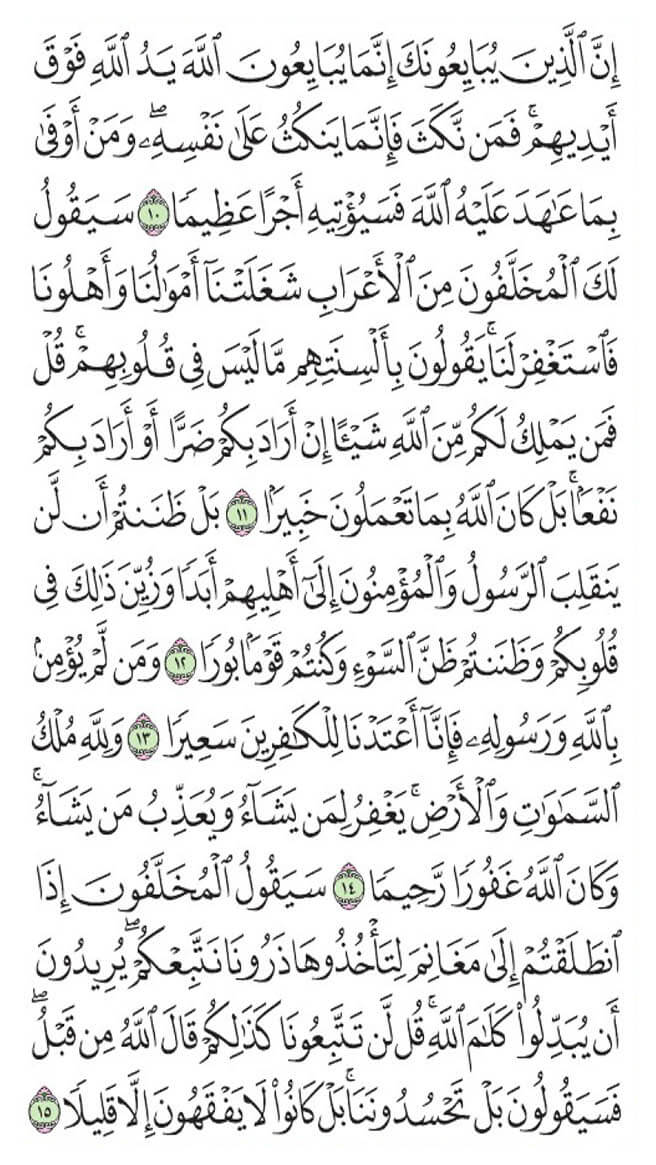 إِنَّ ٱلَّذِينَ يُبَايِعُونَكَ إِنَّمَا يُبَايِعُونَ ٱللَّهَ يَدُ ٱللَّهِ فَوۡقَ
أَيۡدِيهِمۡۚ فَمَن نَّكَثَ فَإِنَّمَا يَنكُثُ عَلَىٰ نَفۡسِهِۦۖ وَمَنۡ أَوۡفَىٰ
بِمَا عَٰهَدَ عَلَيۡهُ ٱللَّهَ فَسَيُؤۡتِيهِ أَجۡرًا عَظِيمٗا ١٠ سَيَقُولُ
لَكَ ٱلۡمُخَلَّفُونَ مِنَ ٱلۡأَعۡرَابِ شَغَلَتۡنَآ أَمۡوَٰلُنَا وَأَهۡلُونَا
فَٱسۡتَغۡفِرۡ لَنَاۚ يَقُولُونَ بِأَلۡسِنَتِهِم مَّا لَيۡسَ فِي قُلُوبِهِمۡۚ قُلۡ
فَمَن يَمۡلِكُ لَكُم مِّنَ ٱللَّهِ شَيۡـًٔا إِنۡ أَرَادَ بِكُمۡ ضَرًّا أَوۡ أَرَادَ بِكُمۡ
نَفۡعَۢاۚ بَلۡ كَانَ ٱللَّهُ بِمَا تَعۡمَلُونَ خَبِيرَۢا ١١ بَلۡ ظَنَنتُمۡ أَن لَّن
يَنقَلِبَ ٱلرَّسُولُ وَٱلۡمُؤۡمِنُونَ إِلَىٰٓ أَهۡلِيهِمۡ أَبَدٗا وَزُيِّنَ ذَٰلِكَ فِي
قُلُوبِكُمۡ وَظَنَنتُمۡ ظَنَّ ٱلسَّوۡءِ وَكُنتُمۡ قَوۡمَۢا بُورٗا ١٢ وَمَن لَّمۡ يُؤۡمِنۢ
بِٱللَّهِ وَرَسُولِهِۦ فَإِنَّآ أَعۡتَدۡنَا لِلۡكَٰفِرِينَ سَعِيرٗا ١٣ وَلِلَّهِ مُلۡكُ
ٱلسَّمَٰوَٰتِ وَٱلۡأَرۡضِۚ يَغۡفِرُ لِمَن يَشَآءُ وَيُعَذِّبُ مَن يَشَآءُۚ
وَكَانَ ٱللَّهُ غَفُورٗا رَّحِيمٗا ١٤ سَيَقُولُ ٱلۡمُخَلَّفُونَ إِذَا
ٱنطَلَقۡتُمۡ إِلَىٰ مَغَانِمَ لِتَأۡخُذُوهَا ذَرُونَا نَتَّبِعۡكُمۡۖ يُرِيدُونَ
أَن يُبَدِّلُواْ كَلَٰمَ ٱللَّهِۚ قُل لَّن تَتَّبِعُونَا كَذَٰلِكُمۡ قَالَ ٱللَّهُ مِن قَبۡلُۖ
فَسَيَقُولُونَ بَلۡ تَحۡسُدُونَنَاۚ بَلۡ كَانُواْ لَا يَفۡقَهُونَ إِلَّا قَلِيلٗا ١٥